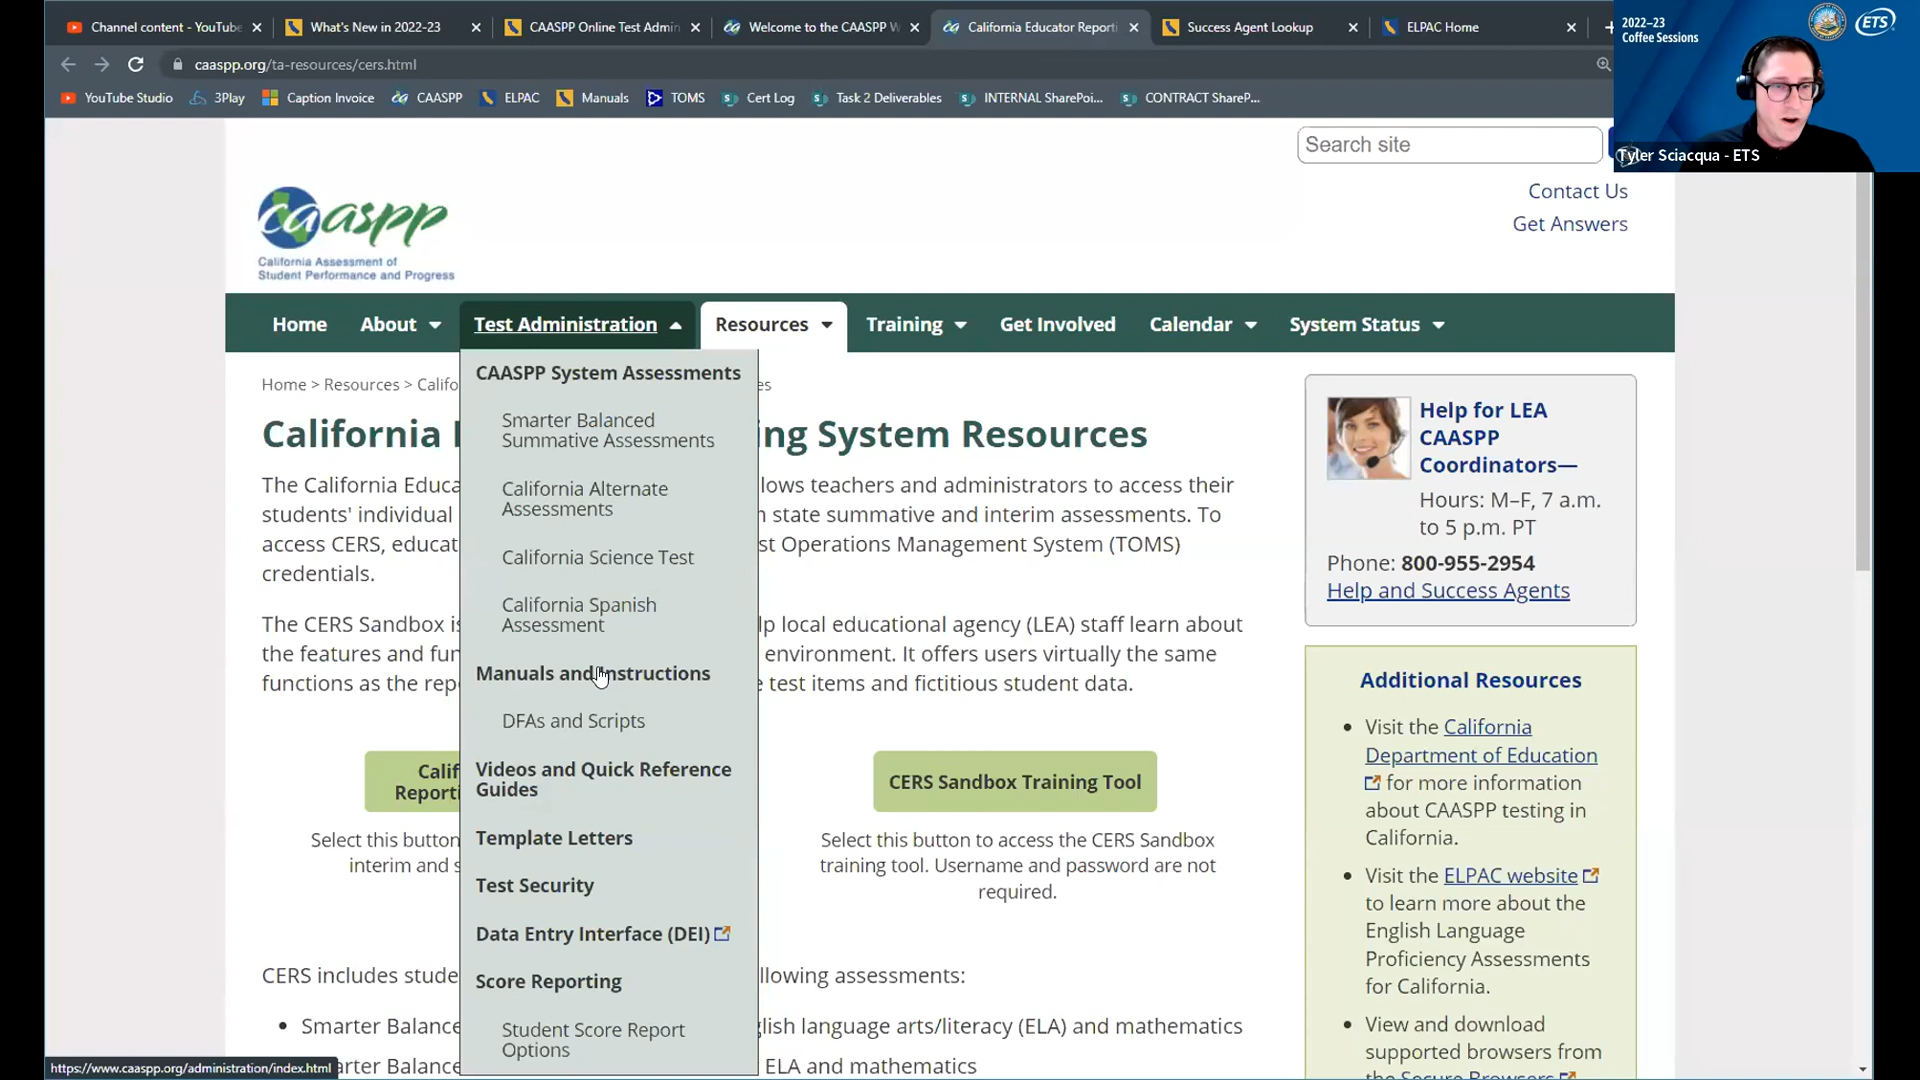 Channel content - YouTube
What's New in 2022-23
CAASPP Online Test Admin
Welcome to the CAASPP W
California Educator Reporti
Success Agent Lookup
ELPAC Home
caaspp.org/ta-resources/cers.html
YouTube Studio
3Play
Caption Invoice
CAASPP
ELPAC
Manuals
TOMS
Cert Log
Task 2 Deliverables
INTERNAL SharePoi...
CONTRACT ShareP...
2022–23
Coffee Sessions
ETS
Tyler Sciacqua - ETS
Search site
Contact Us
Get Answers
caaspp
California Assessment of
Student Performance and Progress
Home
About
Test Administration
Resources
Training
Get Involved
Calendar
System Status
CAASPP System Assessments
Smarter Balanced
Summative Assessments
California Alternate
Assessments
California Science Test
California Spanish
Assessment
Manuals and Instructions
DFAs and Scripts
Videos and Quick Reference
Guides
Template Letters
Test Security
Data Entry Interface (DEI)
Score Reporting
Student Score Report
Options
Home > Resources > Califo es
California ing System Resources
The California Educa lows teachers and administrators to access their
students' individual n state summative and interim assessments. To
access CERS, educat st Operations Management System (TOMS)
credentials.
The CERS Sandbox is lp local educational agency (LEA) staff learn about
the features and fun environment. It offers users virtually the same
functions as the rep e test items and fictitious student data.
Calif
Reporti
Select this button
interim and s
CERS Sandbox Training Tool
Select this button to access the CERS Sandbox
training tool. Username and password are not
required.
CERS includes stude llowing assessments:
• Smarter Balance glish language arts/literacy (ELA) and mathematics
arter Balance ELA and mathematics
Help for LEA
CAASPP
Coordinators—
Hours: M–F, 7 a.m.
to 5 p.m. PT
Phone: 800-955-2954
Help and Success Agents
Additional Resources
• Visit the California
Department of Education
for more information
about CAASPP testing in
California.
• Visit the ELPAC website
to learn more about the
English Language
Proficiency Assessments
for California.
• View and download
supported browsers from
the Secure Browsers
https://www.caaspp.org/administration/index.html